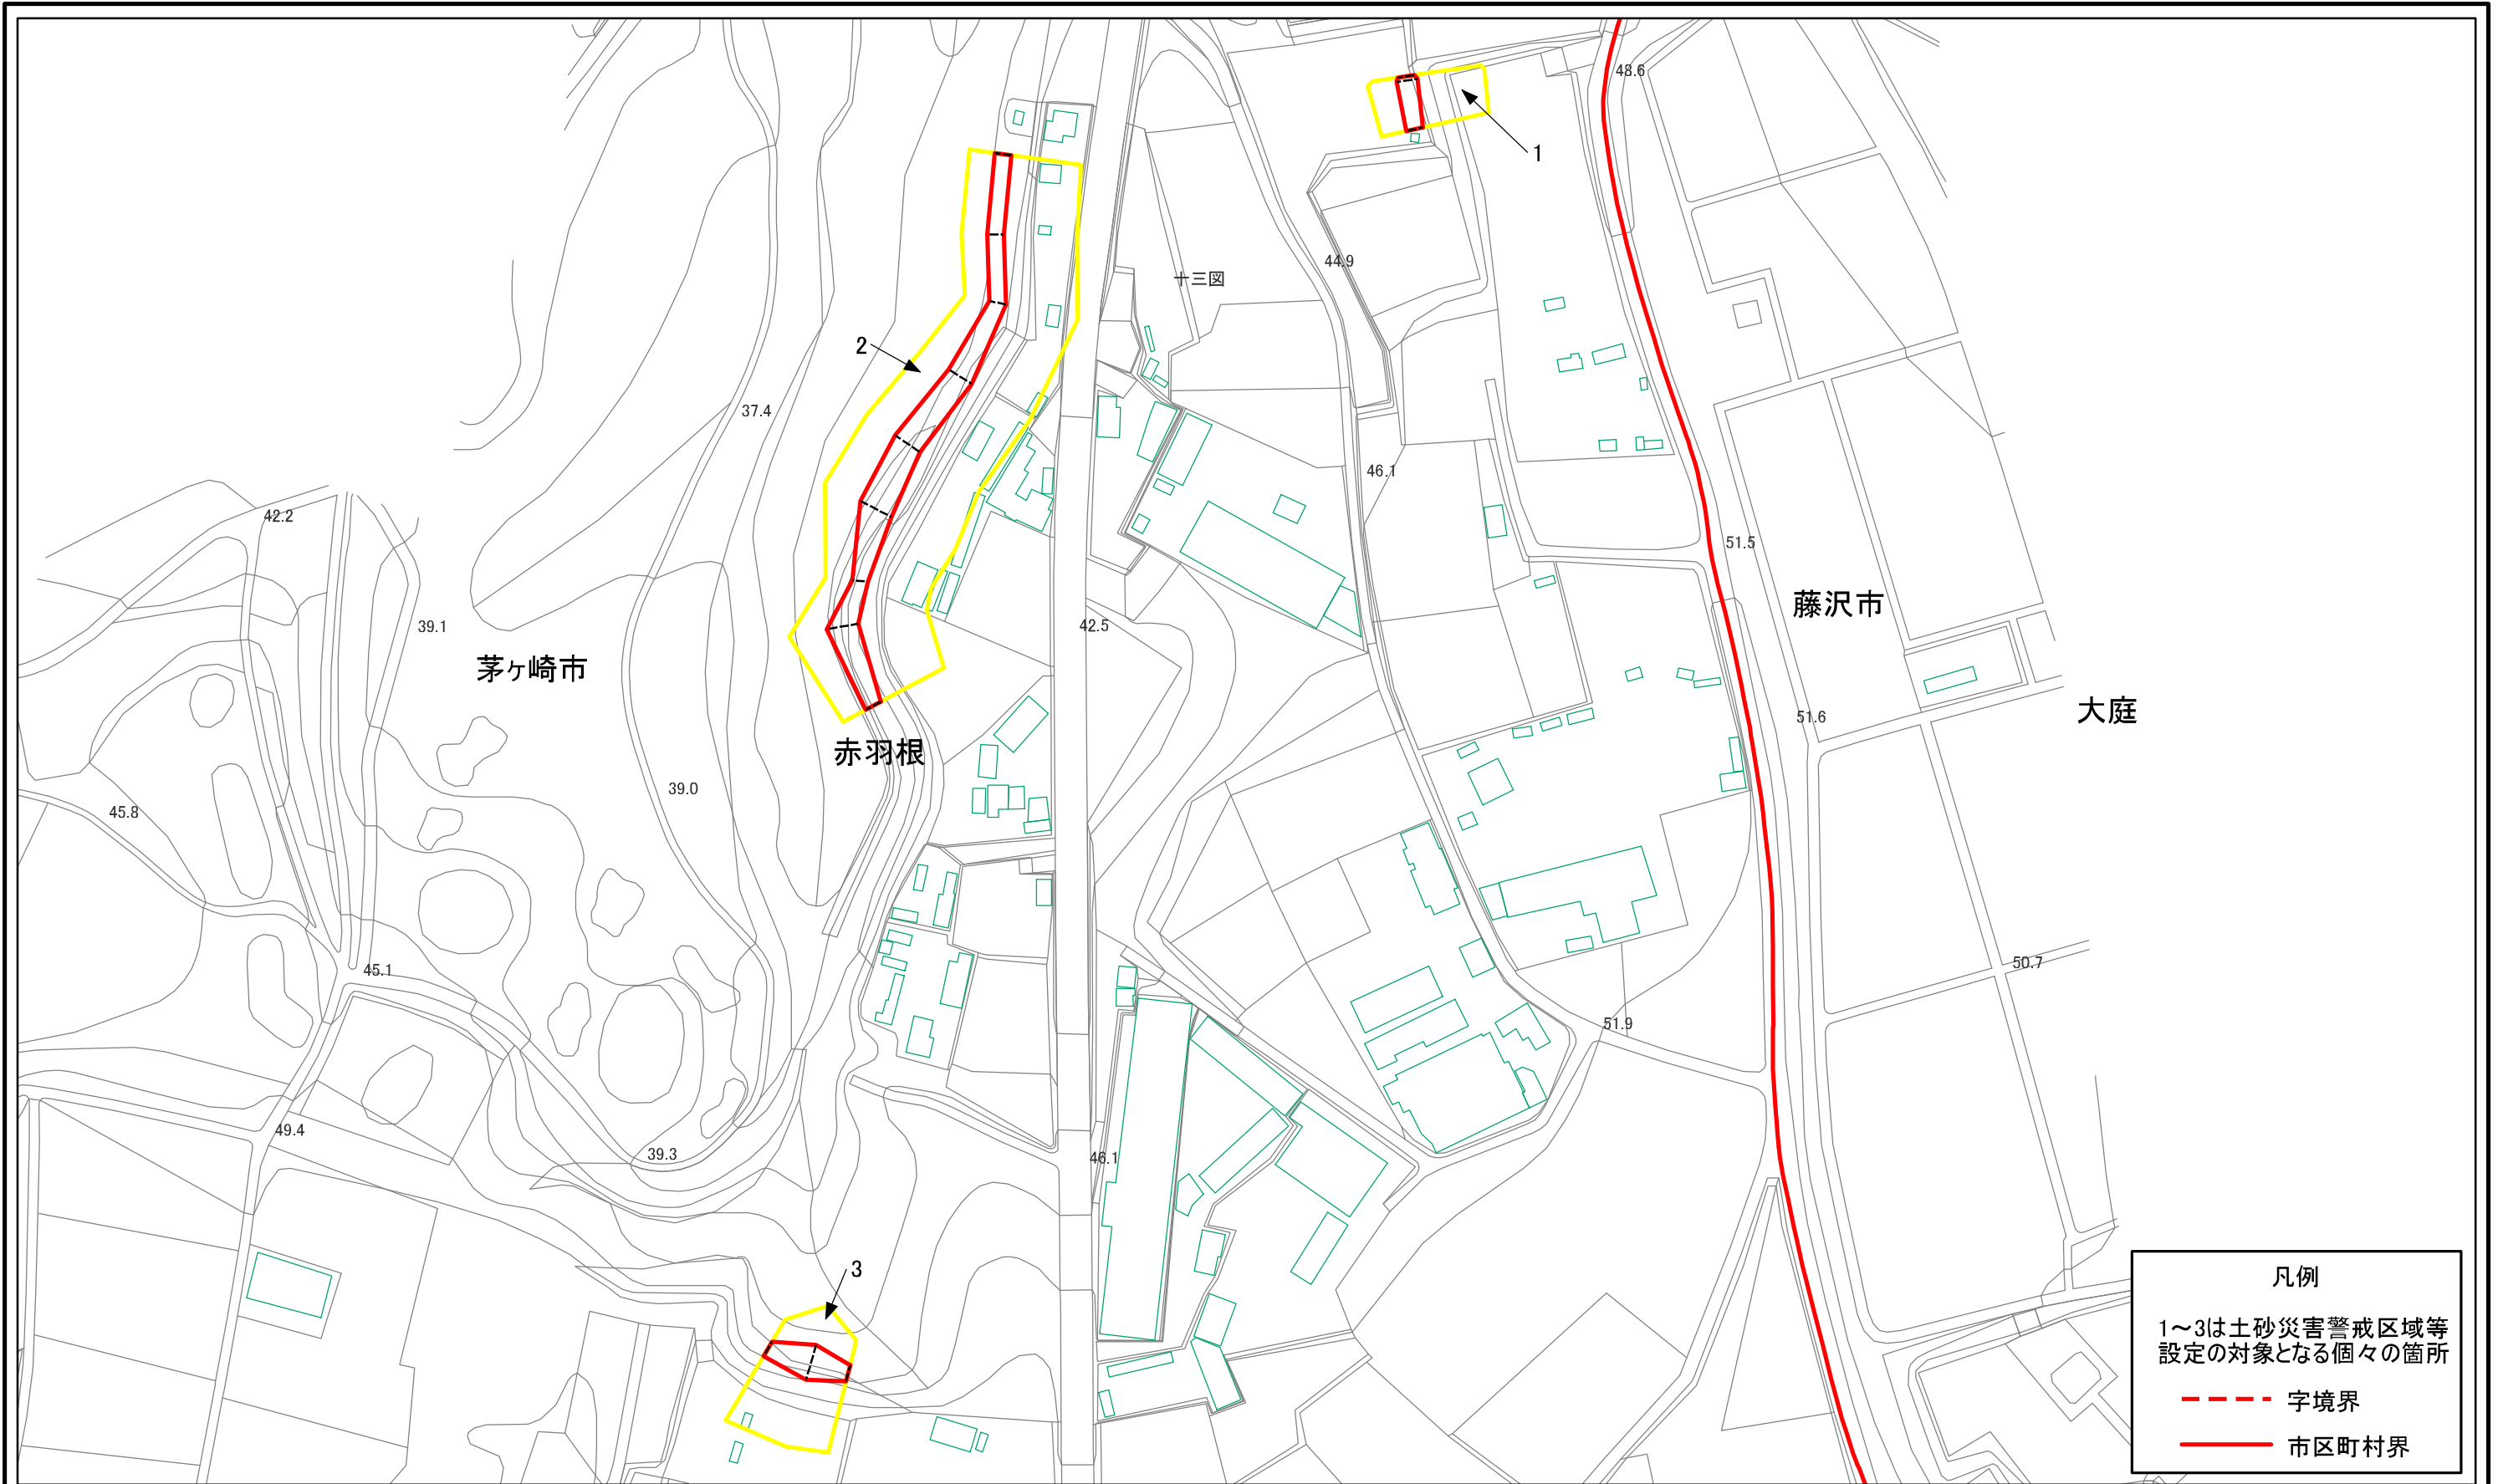 48.6
1
44.9
十三図
2
37.4
46.1
42.2
51.5
藤沢市
39.1
42.5
茅ヶ崎市
大庭
51.6
赤羽根
39.0
45.8
50.7
45.1
51.9
49.4
39.3
46.1
3
凡例
1～3は土砂災害警戒区域等
設定の対象となる個々の箇所
字境界
市区町村界